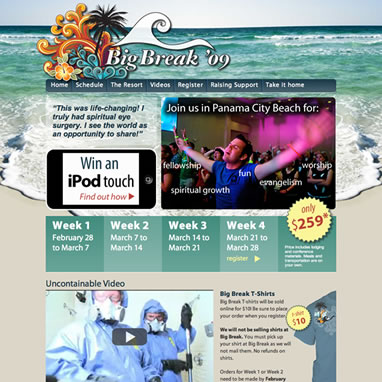 Big Break '09
Home Schedule The Resort Videos Register Raising Support Take it home
"This was life-changing! I
truly had spiritual eye
surgery. I see the world as
an opportunity to share!"
Join us in Panama City Beach for:
fellowship
worship
fun
evangelism
spiritual growth
Win an
iPod touch
Find out how
only
$259*
Week 1
February 28
to March 7
Week 2
March 7
to March 14
Week 3
March 14 to
March 21
Week 4
March 21
to March 28
register
Price includes lodging and
conference
materials. Meals and
transportation are on
your own.
Uncontainable Video
Big Break T-Shirts
Big Break T-shirts will be sold
online for $10! Be sure to place
your order when you register.
We will not be selling shirts at
Big Break. You must pick up
your shirt at Big Break as we will
not mail them. No refunds on
shirts.
Orders for Week 1 or Week 2
need to be made by February
t-shirt
$10